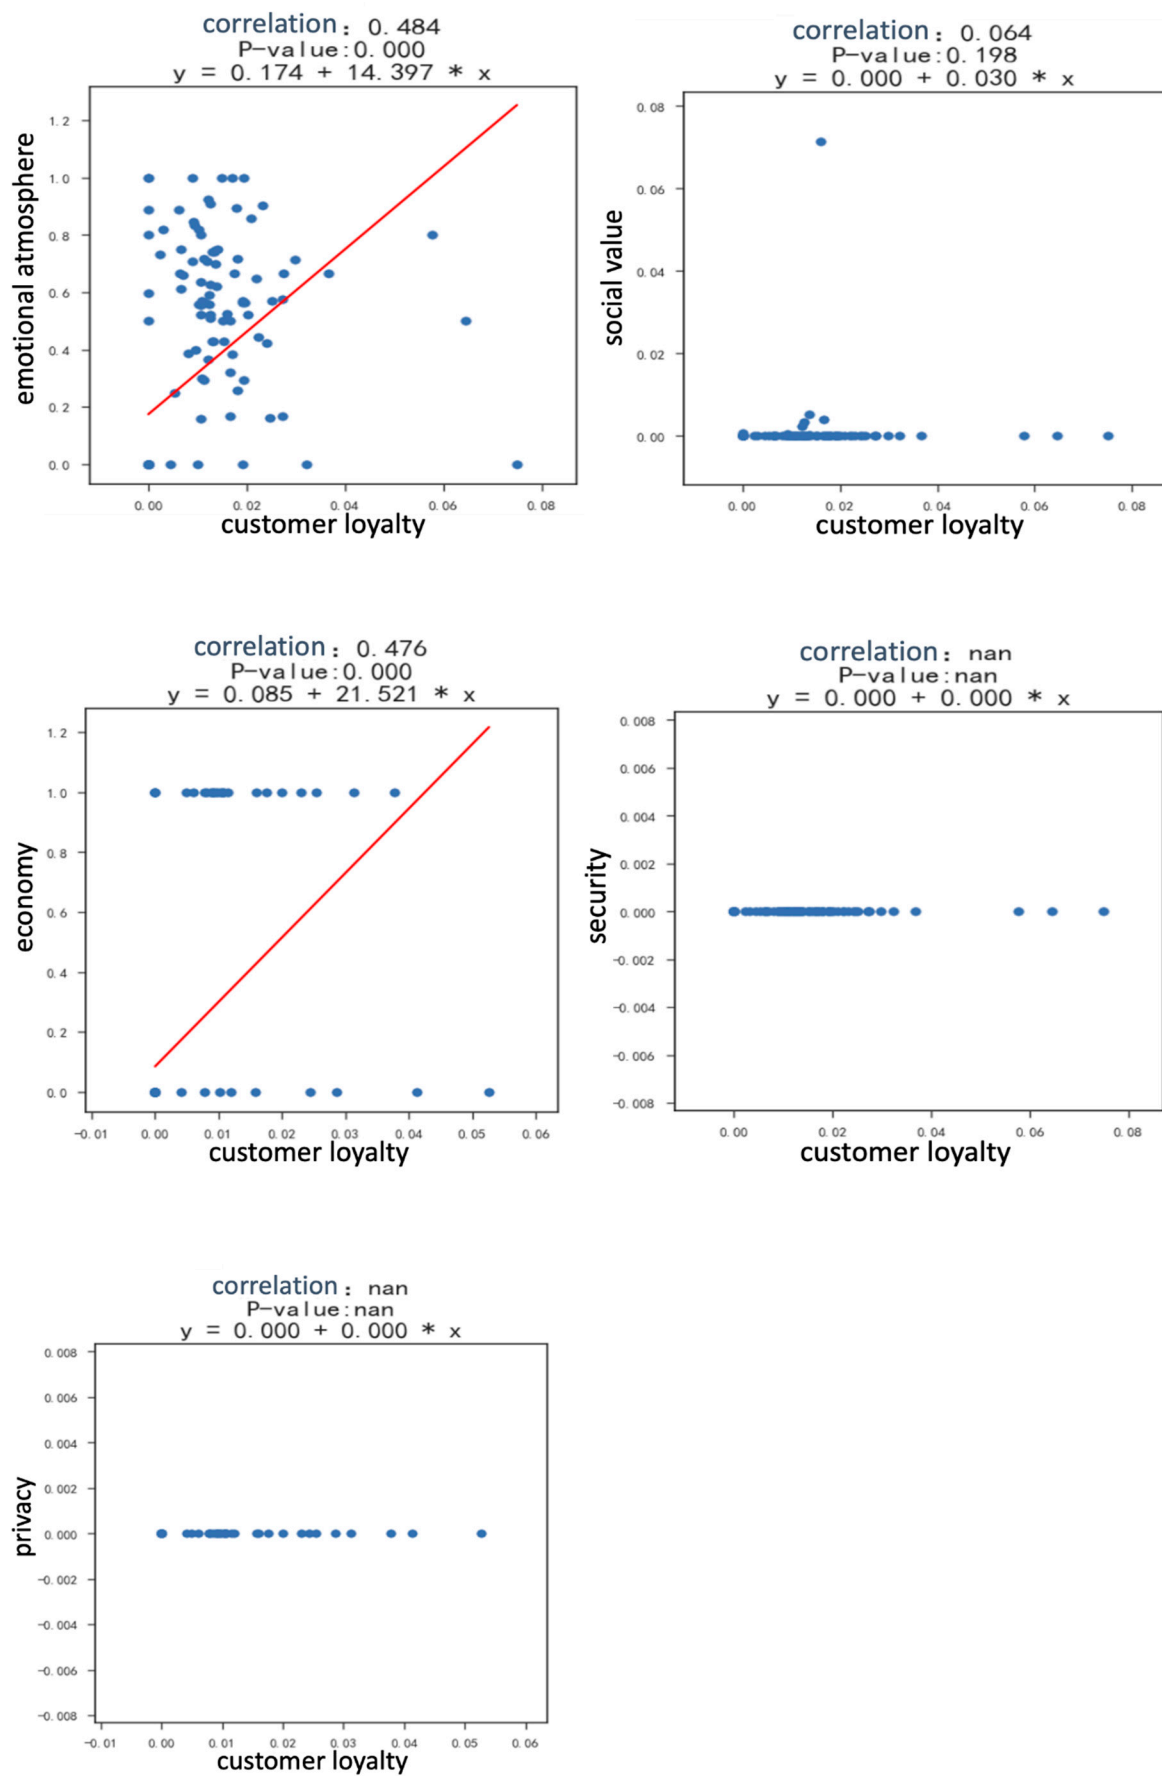 correlation： 0.484
P-value:0.000
y = 0.174 + 14.397 * x
emotional atmosphere
1.2
1.0
0.8
0.6
0.4
0.2
0.0
0.00 0.02 0.04 0.06 0.08
customer loyalty
correlation： 0.064
P-value:0.198
y = 0.000 + 0.030 * x
social value
0.08
0.06
0.04
0.02
0.00
0.00 0.02 0.04 0.06 0.08
customer loyalty
correlation： 0.476
P-value:0.000
y = 0.085 + 21.521 * x
economy
1.2
1.0
0.8
0.6
0.4
0.2
0.0
−0.01 0.00 0.01 0.02 0.03 0.04 0.05 0.06
customer loyalty
correlation： nan
P-value:nan
y = 0.000 + 0.000 * x
security
0.008
0.006
0.004
0.002
0.000
−0.002
−0.004
−0.006
−0.008
0.00 0.02 0.04 0.06 0.08
customer loyalty
correlation： nan
P-value:nan
y = 0.000 + 0.000 * x
privacy
0.008
0.006
0.004
0.002
0.000
−0.002
−0.004
−0.006
−0.008
−0.01 0.00 0.01 0.02 0.03 0.04 0.05 0.06
customer loyalty